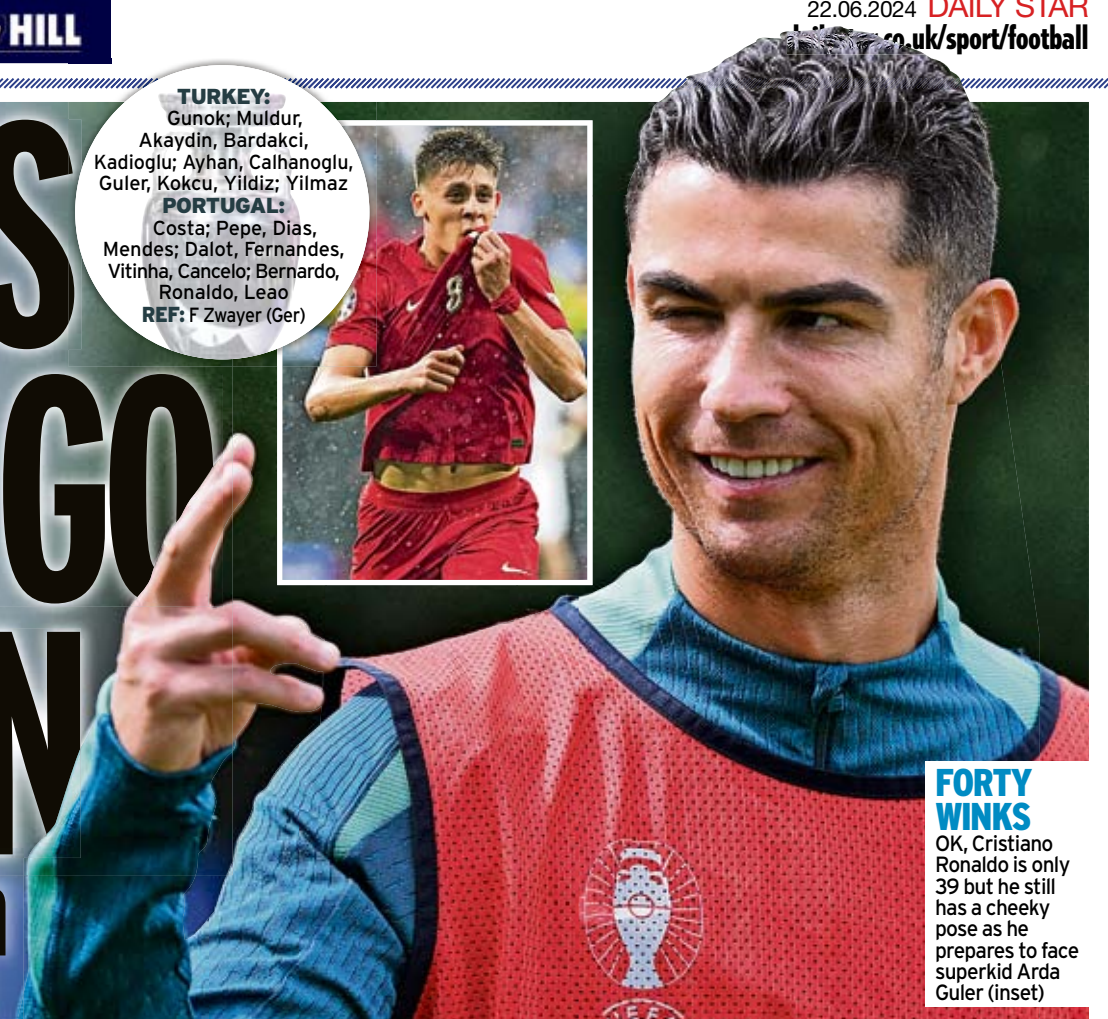 HILL
22.06.2024 DAILY STAR
.co.uk/sport/football
TURKEY:
Gunok; Muldur,
Akaydin, Bardakci,
Kadioglu; Ayhan, Calhanoglu,
Guler, Kokcu, Yildiz; Yilmaz
PORTUGAL:
Costa; Pepe, Dias,
Mendes; Dalot, Fernandes,
Vitinha, Cancelo; Bernardo,
Ronaldo, Leao
REF: F Zwayer (Ger)
S
GO
N
8
FORTY
WINKS
OK, Cristiano
Ronaldo is only
39 but he still
has a cheeky
pose as he
prepares to face
superkid Arda
Guler (inset)